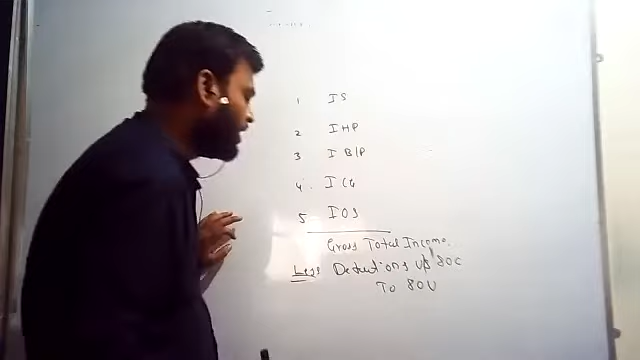 1 IS
2 IHP
3 I B/P
4. ICG
5 IOS
Gross Total Income.
Less Deductions U/S 80C
To 80U